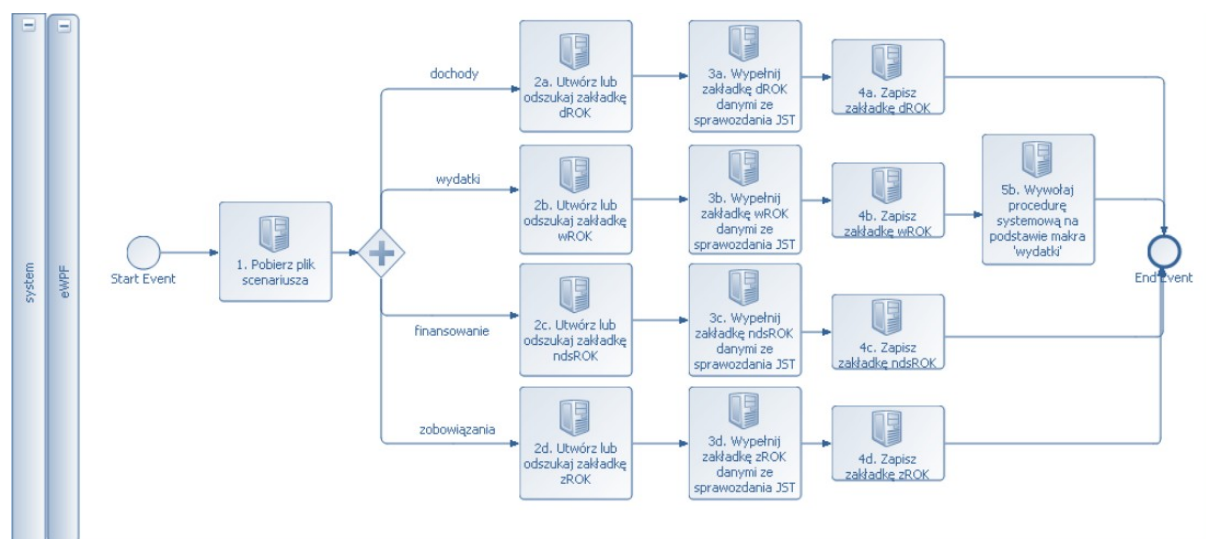 system
eWPF
Start Event
1. Pobierz plik
scenariusza
dochody
2a. Utwórz lub
odszukaj zakładkę
dROK
3a. Wypełnij
zakładkę dROK
danymi ze
sprawozdania JST
4a. Zapisz
zakładkę dROK
wydatki
2b. Utwórz lub
odszukaj zakładkę
wROK
3b. Wypełnij
zakładkę wROK
danymi ze
sprawozdania JST
4b. Zapisz
zakładkę wROK
5b. Wywołaj
procedurę
systemową na
podstawie makra
'wydatki'
finansowanie
2c. Utwórz lub
odszukaj zakładkę
ndsROK
3c. Wypełnij
zakładkę ndsROK
danymi ze
sprawozdania JST
4c. Zapisz
zakładkę ndsROK
zobowiązania
2d. Utwórz lub
odszukaj zakładkę
zROK
3d. Wypełnij
zakładkę zROK
danymi ze
sprawozdania JST
4d. Zapisz
zakładkę zROK
End Event